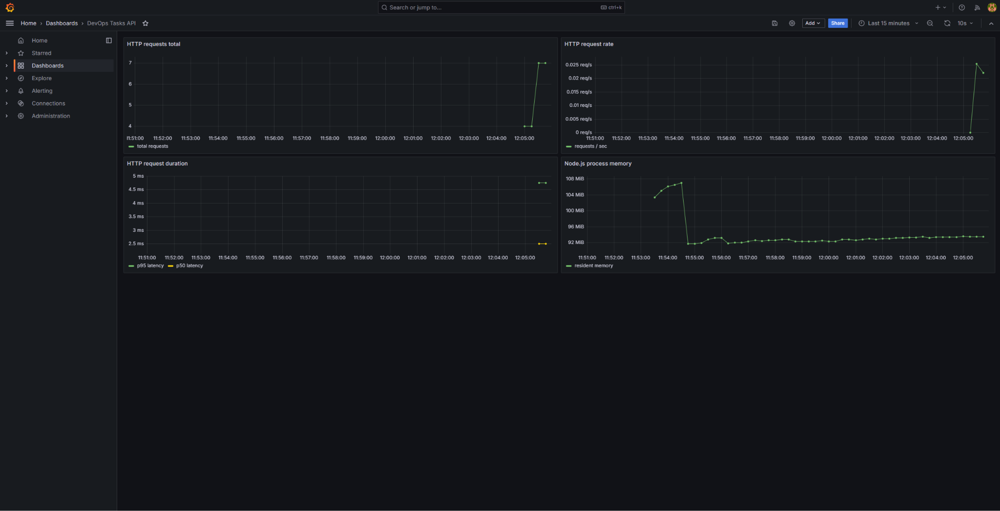 Search or jump to...
ctrl+k
Home › Dashboards › DevOps Tasks API
Add
Share
Last 15 minutes
10s
Home
Starred
Dashboards
Explore
Alerting
Connections
Administration
HTTP requests total
7
6
5
4
11:51:00 11:52:00 11:53:00 11:54:00 11:55:00 11:56:00 11:57:00 11:58:00 11:59:00 12:00:00 12:01:00 12:02:00 12:03:00 12:04:00 12:05:00
total requests
HTTP request rate
0.025 req/s
0.02 req/s
0.015 req/s
0.01 req/s
0.005 req/s
0 req/s
11:51:00 11:52:00 11:53:00 11:54:00 11:55:00 11:56:00 11:57:00 11:58:00 11:59:00 12:00:00 12:01:00 12:02:00 12:03:00 12:04:00 12:05:00
requests / sec
HTTP request duration
5 ms
4.5 ms
4 ms
3.5 ms
3 ms
2.5 ms
11:51:00 11:52:00 11:53:00 11:54:00 11:55:00 11:56:00 11:57:00 11:58:00 11:59:00 12:00:00 12:01:00 12:02:00 12:03:00 12:04:00 12:05:00
p95 latency p50 latency
Node.js process memory
108 MiB
104 MiB
100 MiB
96 MiB
92 MiB
11:51:00 11:52:00 11:53:00 11:54:00 11:55:00 11:56:00 11:57:00 11:58:00 11:59:00 12:00:00 12:01:00 12:02:00 12:03:00 12:04:00 12:05:00
resident memory